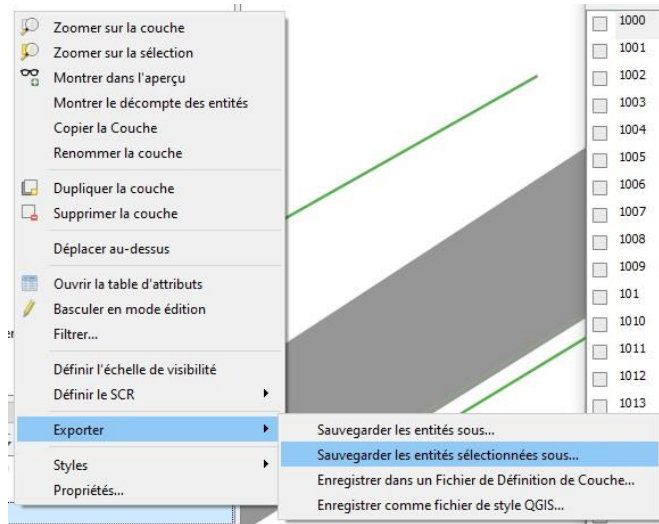 Zoomer sur la couche
Zoomer sur la sélection
Montrer dans l'aperçu
Montrer le décompte des entités
Copier la Couche
Renommer la couche
Dupliquer la couche
Supprimer la couche
Déplacer au-dessus
Ouvrir la table d'attributs
Basculer en mode édition
Filtrer...
Définir l'échelle de visibilité
Définir le SCR
Exporter
Styles
Propriétés...
Sauvegarder les entités sous...
Sauvegarder les entités sélectionnées sous...
Enregistrer dans un Fichier de Définition de Couche...
Enregistrer comme fichier de style QGIS...
1000
1001
1002
1003
1004
1005
1006
1007
1008
1009
101
1010
1011
1012
1013